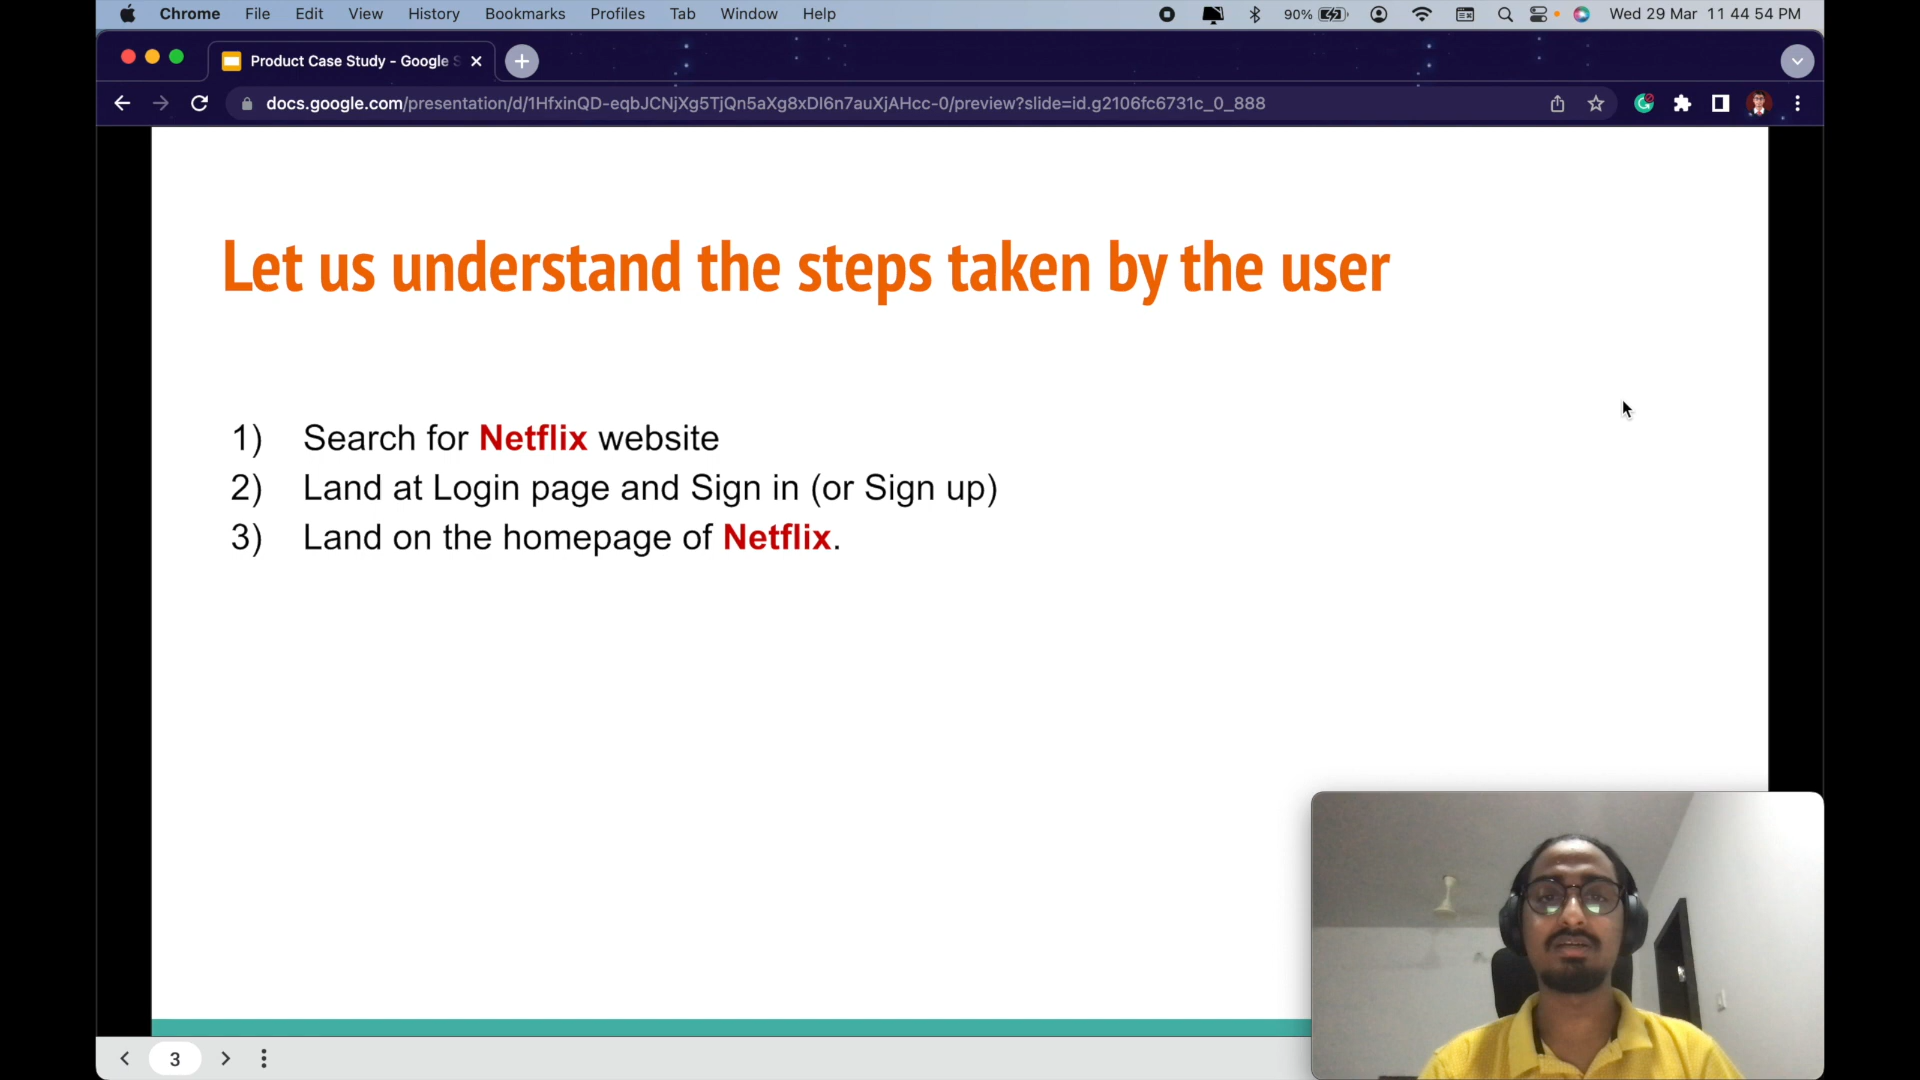 Chrome File Edit View History Bookmarks Profiles Tab Window Help 90% Wed 29 Mar 11 44 54 PM
Product Case Study - Google S
docs.google.com/presentation/d/1HfxinQD-eqbJCNjXg5TjQn5aXg8xDI6n7auXjAHcc-0/preview?slide=id.g2106fc6731c_0_888
Let us understand the steps taken by the user
1) Search for Netflix website
2) Land at Login page and Sign in (or Sign up)
3) Land on the homepage of Netflix.
3